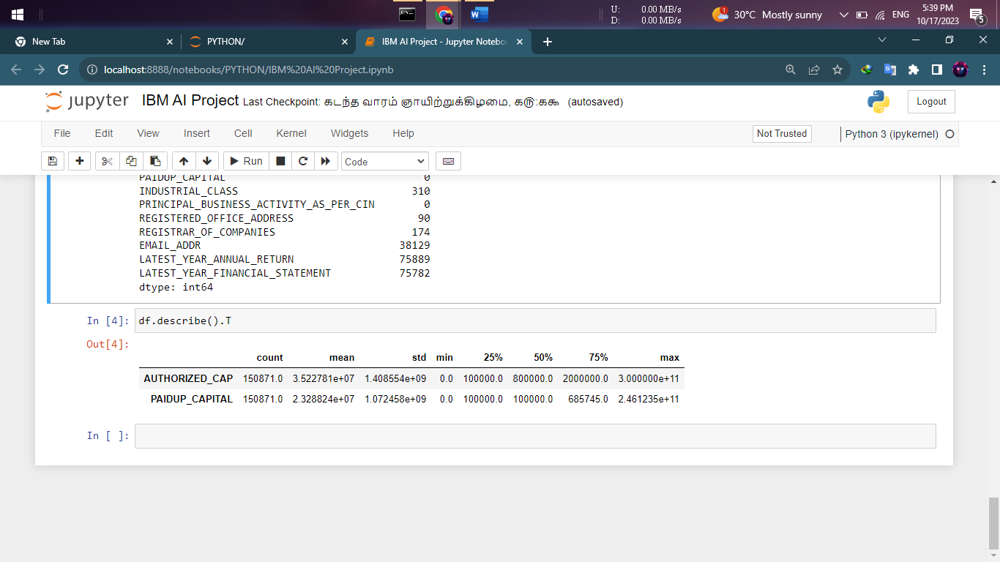 U: 0.00 MB/s
D: 0.00 MB/s
1
30°C Mostly sunny
ENG
5:39 PM
10/17/2023
5
New Tab
PYTHON/
IBM AI Project - Jupyter Notebo
localhost:8888/notebooks/PYTHON/IBM%20AI%20Project.ipynb
jupyter IBM AI Project Last Checkpoint: கடந்த வாரம் ஞாயிற்றுக்கிழமை, ௧௫:௧௬ (autosaved)
Logout
File Edit View Insert Cell Kernel Widgets Help
Not Trusted
Python 3 (ipykernel)
Run
Code
PAIDUP_CAPITAL 0
INDUSTRIAL_CLASS 310
PRINCIPAL_BUSINESS_ACTIVITY_AS_PER_CIN 0
REGISTERED_OFFICE_ADDRESS 90
REGISTRAR_OF_COMPANIES 174
EMAIL_ADDR 38129
LATEST_YEAR_ANNUAL_RETURN 75889
LATEST_YEAR_FINANCIAL_STATEMENT 75782
dtype: int64
In [4]: df.describe().T
Out[4]:
count mean std min 25% 50% 75% max
AUTHORIZED_CAP 150871.0 3.522781e+07 1.408554e+09 0.0 100000.0 800000.0 2000000.0 3.000000e+11
PAIDUP_CAPITAL 150871.0 2.328824e+07 1.072458e+09 0.0 100000.0 100000.0 685745.0 2.461235e+11
In [ ]: